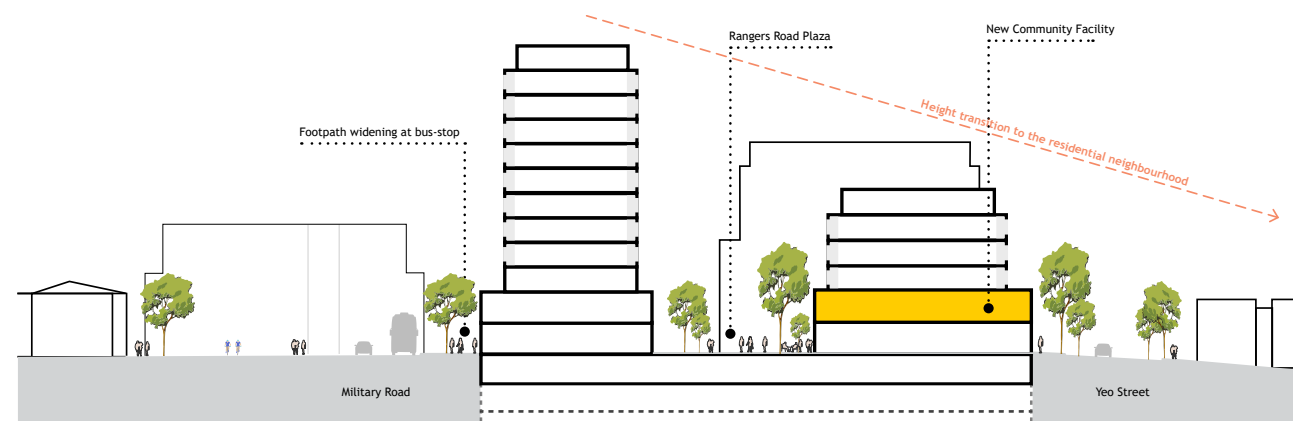 New Community Facility
Rangers Road Plaza
Height transition to the residential neighbourhood
Footpath widening at bus-stop
Military Road
Yeo Street